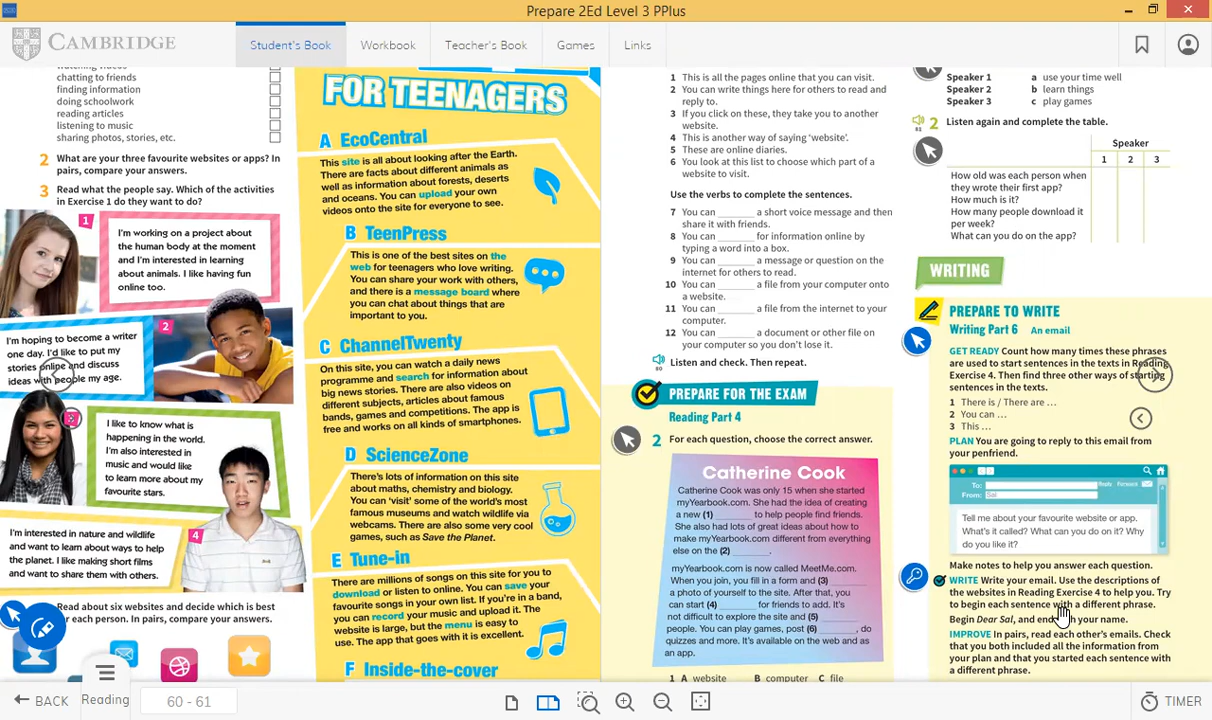 Prepare 2Ed Level 3 PPlus
CAMBRIDGE
Student's Book
Workbook
Teacher's Book
Games
Links
watching videos
chatting to friends
finding information
doing schoolwork
reading articles
listening to music
sharing photos, stories, etc.
2 What are your three favourite websites or apps? In
pairs, compare your answers.
3 Read what the people say. Which of the activities
in Exercise 1 do they want to do?
1
I'm working on a project about
the human body at the moment
and I'm interested in learning
about animals. I like having fun
online too.
2
I'm hoping to become a writer
one day. I'd like to put my
stories online and discuss
ideas with people my age.
3
I like to know what is
happening in the world.
I'm also interested in
music and would like
to learn more about my
favourite stars.
4
I'm interested in nature and wildlife
and want to learn about ways to help
the planet. I like making short films
and want to share them with others.
Read about six websites and decide which is best
for each person. In pairs, compare your answers.
FOR TEENAGERS
A EcoCentral
This site is all about looking after the Earth.
There are facts about different animals as
well as information about forests, deserts
and oceans. You can upload your own
videos onto the site for everyone to see.
B TeenPress
This is one of the best sites on the
web for teenagers who love writing.
You can share your work with others,
and there is a message board where
you can chat about things that are
important to you.
C ChannelTwenty
On this site, you can watch a daily news
programme and search for information about
big news stories. There are also videos on
different subjects, articles about famous
bands, games and competitions. The app is
free and works on all kinds of smartphones.
D ScienceZone
There's lots of information on this site
about maths, chemistry and biology.
You can 'visit' some of the world's most
famous museums and watch wildlife via
webcams. There are also some very cool
games, such as Save the Planet.
E Tune-in
There are millions of songs on this site for you to
download and listen to. You can save your
favourite songs in your own list. If you're in a band,
you can record your music and upload it. The
website is large, but the menu is easy to
use. The app that goes with it is excellent.
F Inside-the-cover
1 This is all the pages online that you can visit.
2 You can write things here for others to read and
reply to.
3 If you click on these, they take you to another
website.
4 This is another way of saying 'website'.
5 These are online diaries.
6 You look at this list to choose which part of a
website to visit.
Use the verbs to complete the sentences.
7 You can ______ a short voice message and then
share it with friends.
8 You can ______ for information online by
typing a word into a box.
9 You can ______ a message or question on the
internet for others to read.
10 You can ______ a file from your computer onto
a website.
11 You can ______ a file from the internet to your
computer.
12 You can ______ a document or other file on
your computer so you don't lose it.
80
Listen and check. Then repeat.
PREPARE FOR THE EXAM
Reading Part 4
2 For each question, choose the correct answer.
Catherine Cook
Catherine Cook was only 15 when she started
myYearbook.com. She had the idea of creating
a new (1) ______ to help people find friends.
She also had lots of great ideas about how to
make myYearbook.com different from everything
else on the (2) ______.
myYearbook.com is now called MeetMe.com.
When you join, you fill in a form and (3) ______
a photo of yourself to the site. After that, you
can start (4) ______ for friends to add. It's
not difficult to explore the site and (5) ______
people. You can play games, post (6) ______, do
quizzes and more. It's available on the web and as
an app.
1 A website B computer C file
Speaker 1 a use your time well
Speaker 2 b learn things
Speaker 3 c play games
81
2 Listen again and complete the table.
Speaker
1 2 3
How old was each person when
they wrote their first app?
How much is it?
How many people download it
per week?
What can you do on the app?
WRITING
PREPARE TO WRITE
Writing Part 6 An email
GET READY Count how many times these phrases
are used to start sentences in the texts in Reading
Exercise 4. Then find three other ways of starting
sentences in the texts.
1 There is / There are …
2 You can …
3 This …
PLAN You are going to reply to this email from
your penfriend.
To:
Reply Forward
From: Sal
Tell me about your favourite website or app.
What's it called? What can you do on it? Why
do you like it?
Make notes to help you answer each question.
WRITE Write your email. Use the descriptions of
the websites in Reading Exercise 4 to help you. Try
to begin each sentence with a different phrase.
Begin Dear Sal, and end with your name.
IMPROVE In pairs, read each other's emails. Check
that you both included all the information from
your plan and that you started each sentence with
a different phrase.
BACK
Reading
60 - 61
TIMER